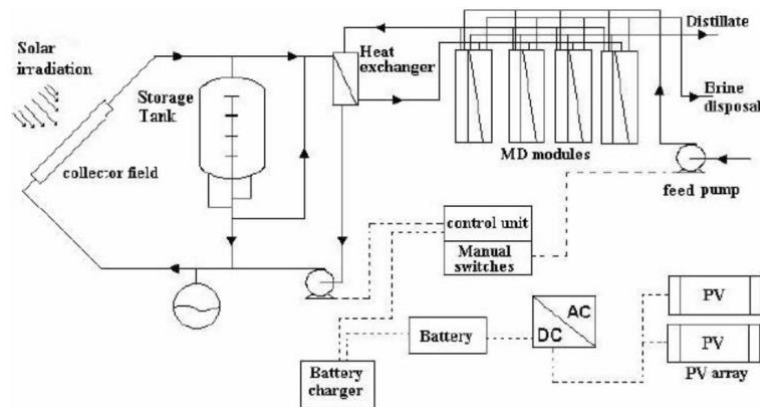 Solar
irradiation
Storage
Tank
collector field
Heat
exchanger
Distillate
Brine
disposal
MD modules
feed pump
control unit
Manual
switches
AC
DC
Battery
Battery
charger
PV
PV
PV array